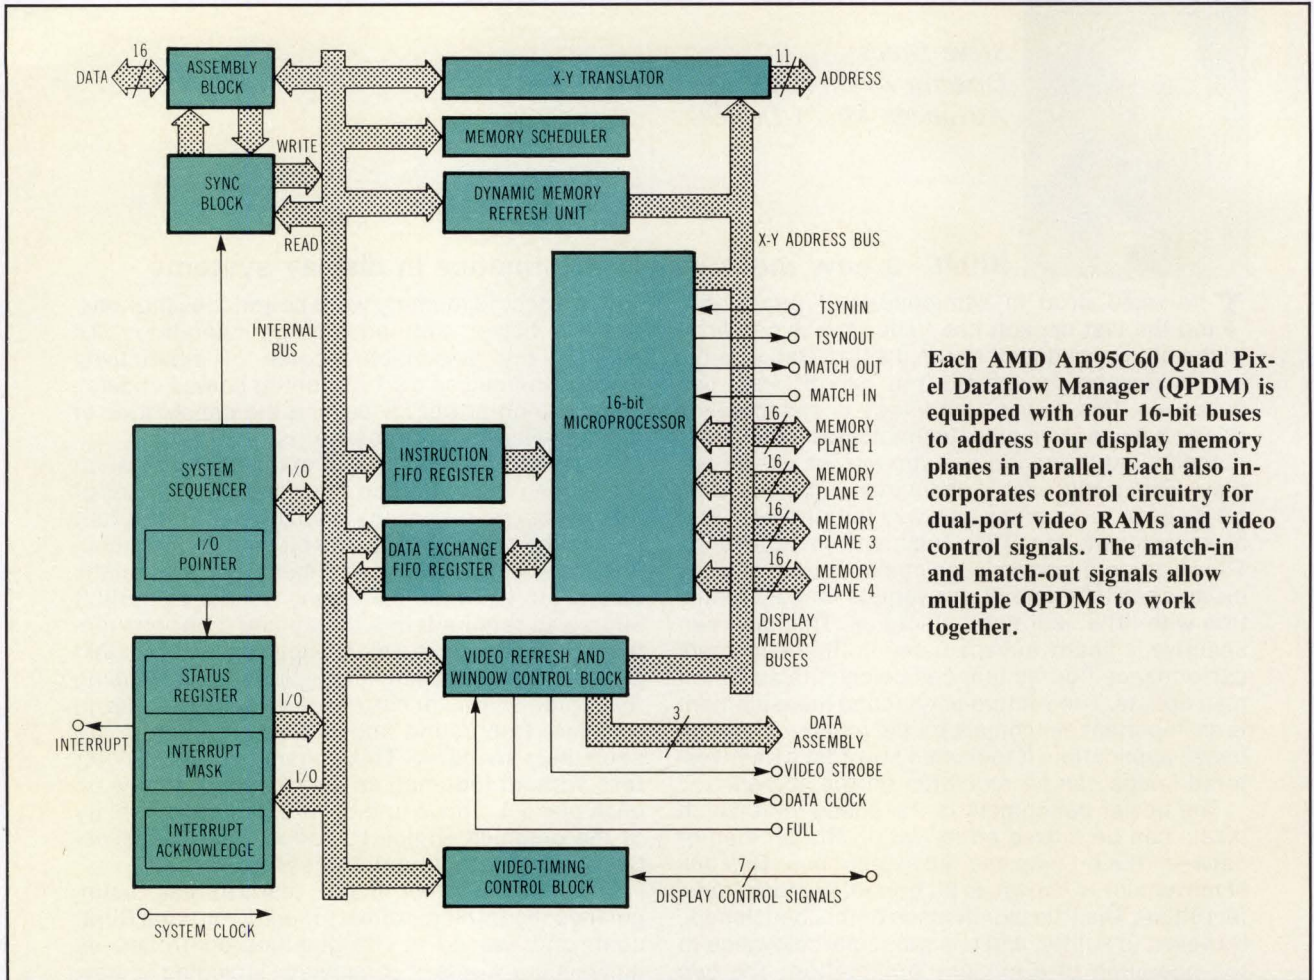 16
DATA
ASSEMBLY
BLOCK
X-Y TRANSLATOR
11
ADDRESS
WRITE
MEMORY SCHEDULER
SYNC
BLOCK
DYNAMIC MEMORY
REFRESH UNIT
READ
X-Y ADDRESS BUS
INTERNAL
BUS
16-bit
MICROPROCESSOR
TSYNIN
TSYNOUT
MATCH OUT
MATCH IN
16
MEMORY
PLANE 1
16
MEMORY
PLANE 2
16
MEMORY
PLANE 3
16
MEMORY
PLANE 4
SYSTEM
SEQUENCER
I/O
POINTER
I/O
INSTRUCTION
FIFO REGISTER
DATA EXCHANGE
FIFO REGISTER
DISPLAY
MEMORY
BUSES
STATUS
REGISTER
I/O
INTERRUPT
INTERRUPT
MASK
I/O
INTERRUPT
ACKNOWLEDGE
VIDEO REFRESH AND
WINDOW CONTROL BLOCK
3
DATA
ASSEMBLY
VIDEO STROBE
DATA CLOCK
FULL
VIDEO-TIMING
CONTROL BLOCK
7
DISPLAY CONTROL SIGNALS
SYSTEM CLOCK
Each AMD Am95C60 Quad Pix-
el Dataflow Manager (QPDM) is
equipped with four 16-bit buses
to address four display memory
planes in parallel. Each also in-
corporates control circuitry for
dual-port video RAMs and video
control signals. The match-in
and match-out signals allow
multiple QPDMs to work
together.